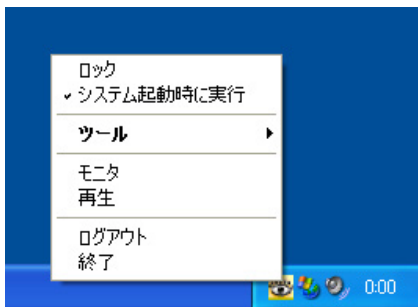 ロック
システム起動時に実行
ツール
モニタ
再生
ログアウト
終了
0:00